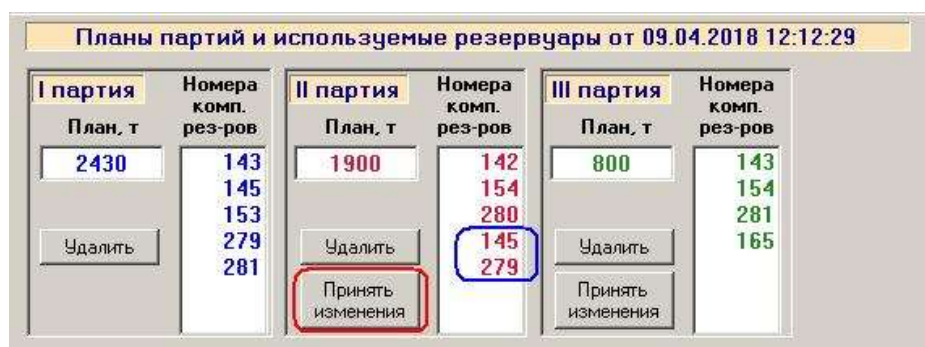 Планы партий и используемые резервуары от 09.04.2018 12:12:29
I партия
Номера
комп.
рез-ров
План, т
2430
143
145
153
279
281
Удалить
II партия
Номера
комп.
рез-ров
План, т
1900
142
154
280
145
279
Удалить
Принять
изменения
III партия
Номера
комп.
рез-ров
План, т
800
143
154
281
165
Удалить
Принять
изменения